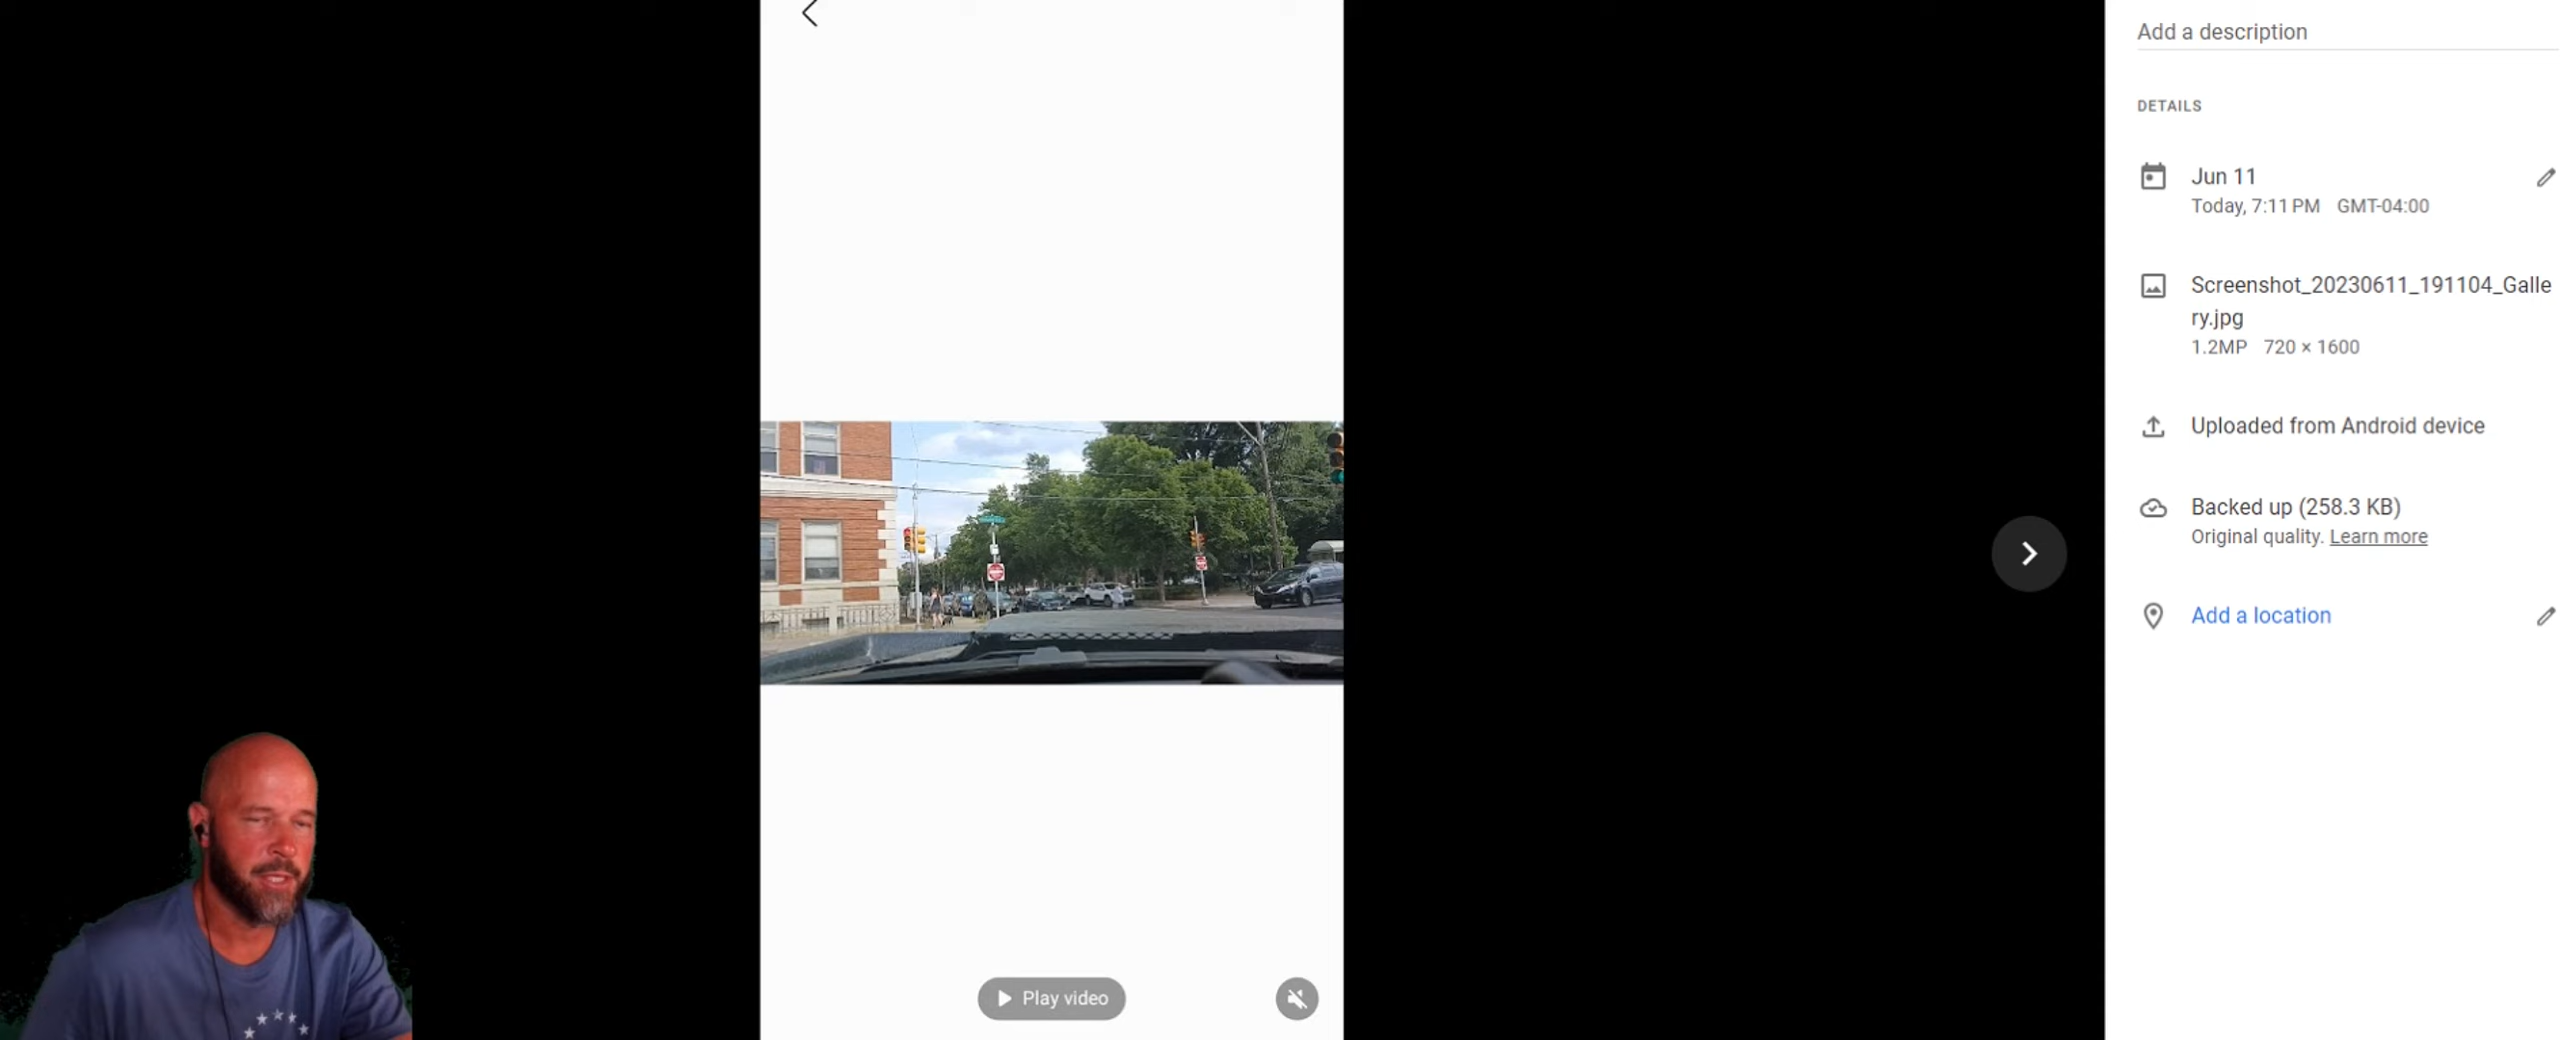 Add a description
DETAILS
Jun 11
Today, 7:11 PM GMT-04:00
Screenshot_20230611_191104_Galle
ry.jpg
1.2MP 720 × 1600
Uploaded from Android device
Backed up (258.3 KB)
Original quality. Learn more
Add a location
Play video